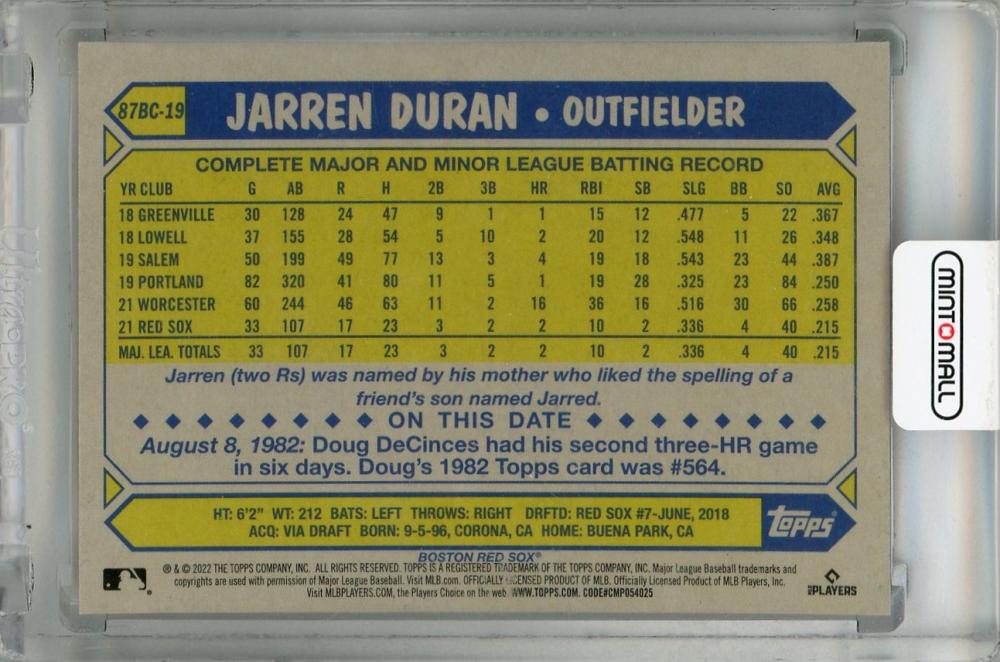 87BC-19 JARREN DURAN • OUTFIELDER
COMPLETE MAJOR AND MINOR LEAGUE BATTING RECORD
YR CLUB G AB R H 2B 3B HR RBI SB SLG BB SO AVG
18 GREENVILLE 30 128 24 47 9 1 1 15 12 .477 5 22 .367
18 LOWELL 37 155 28 54 5 10 2 20 12 .548 11 26 .348
19 SALEM 50 199 49 77 13 3 4 19 18 .543 23 44 .387
19 PORTLAND 82 320 41 80 11 5 1 19 28 .325 23 84 .250
21 WORCESTER 60 244 46 63 11 2 16 36 16 .516 30 66 .258
21 RED SOX 33 107 17 23 3 2 2 10 2 .336 4 40 .215
MAJ. LEA. TOTALS 33 107 17 23 3 2 2 10 2 .336 4 40 .215
Jarren (two Rs) was named by his mother who liked the spelling of a
friend's son named Jarred.
ON THIS DATE
August 8, 1982: Doug DeCinces had his second three-HR game
in six days. Doug's 1982 Topps card was #564.
HT: 6'2" WT: 212 BATS: LEFT THROWS: RIGHT DRFTD: RED SOX #7-JUNE, 2018
ACQ: VIA DRAFT BORN: 9-5-96, CORONA, CA HOME: BUENA PARK, CA
Topps®
BOSTON RED SOX®
® & © 2022 THE TOPPS COMPANY, INC. ALL RIGHTS RESERVED. TOPPS IS A REGISTERED TRADEMARK OF THE TOPPS COMPANY, INC. Major League Baseball trademarks and
copyrights are used with permission of Major League Baseball. Visit MLB.com. OFFICIALLY LICENSED PRODUCT OF MLB. Officially Licensed Product of MLB Players, Inc.
Visit MLBPLAYERS.com, the Players Choice on the web. WWW.TOPPS.COM. CODE#CMP054025
MLB PLAYERS
MINTOMALL